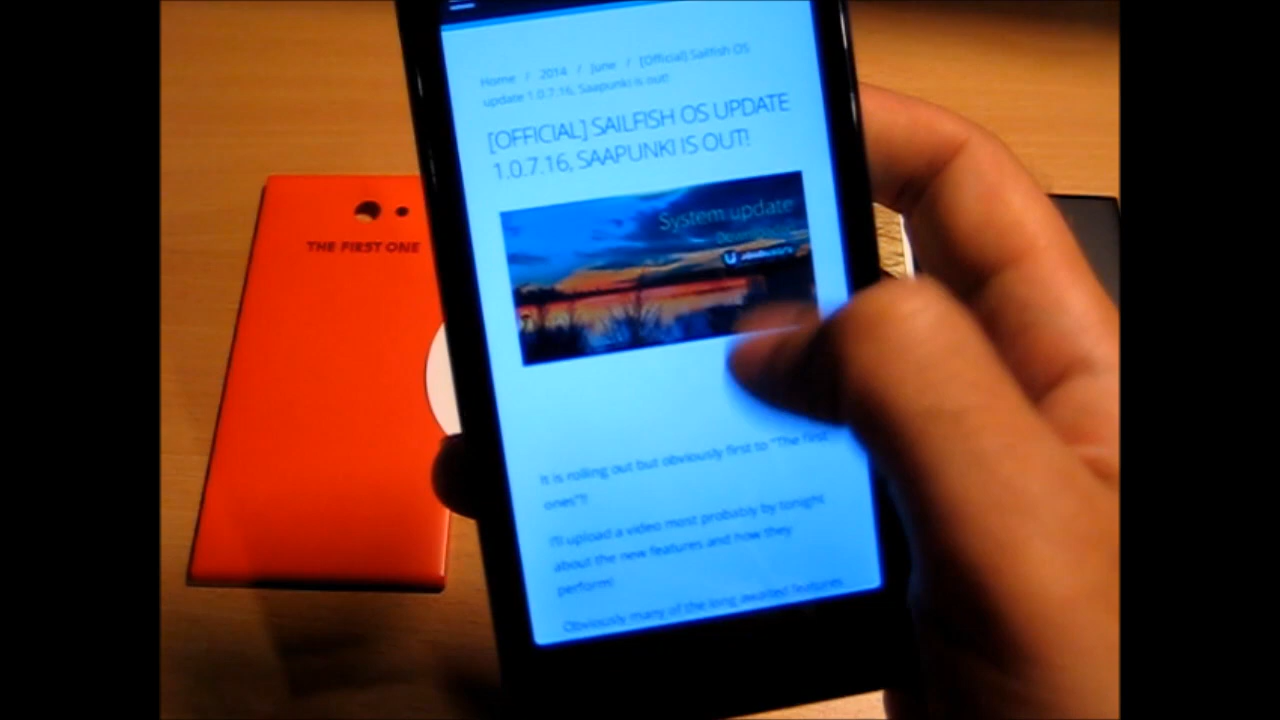 Home / 2014 / June / [Official] Sailfish OS
update 1.0.7.16, Saapunki is out!
[OFFICIAL] SAILFISH OS UPDATE
1.0.7.16, SAAPUNKI IS OUT!
System update
THE FIRST ONE
It is rolling out but obviously first to "The first
ones"!!
I'll upload a video most probably by tonight
about the new features and how they
perform!
Obviously many of the long awaited features